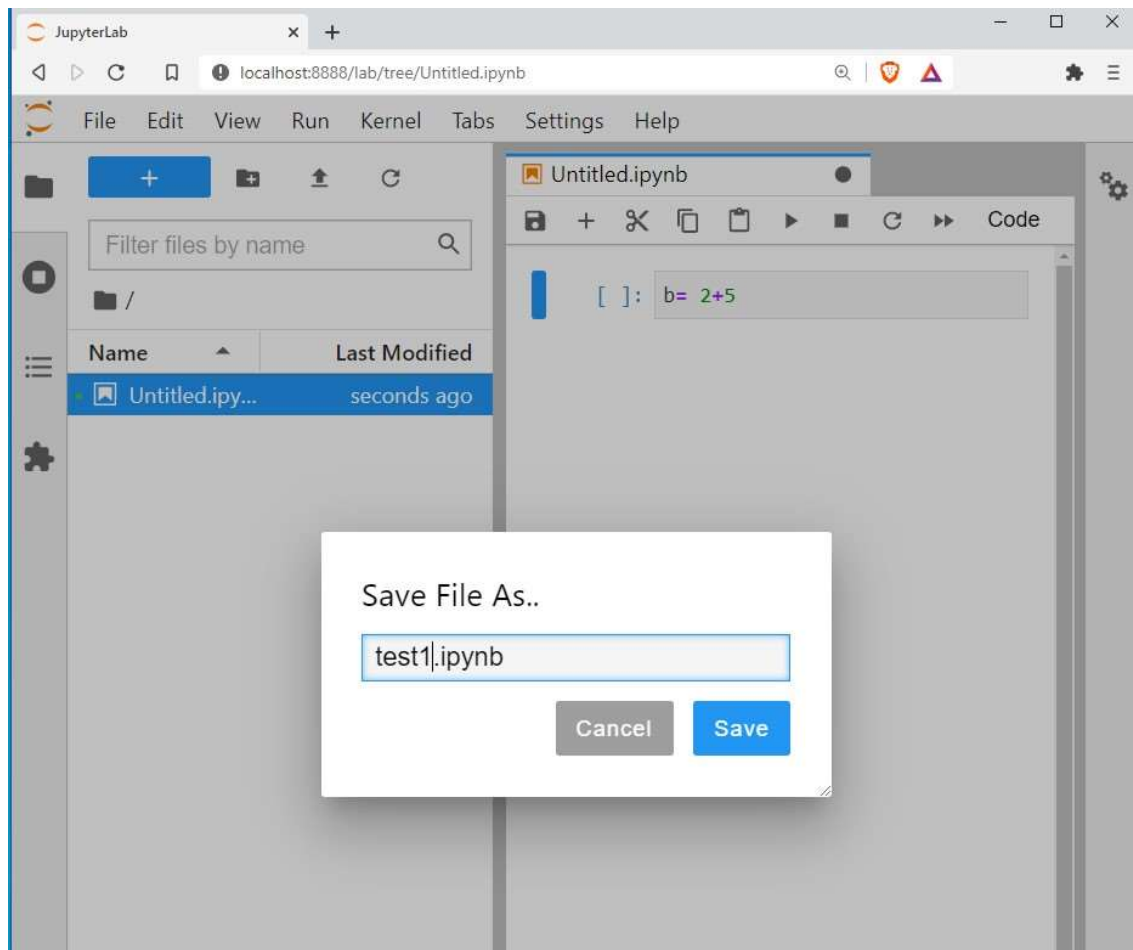 JupyterLab
localhost:8888/lab/tree/Untitled.ipynb
File Edit View Run Kernel Tabs Settings Help
Untitled.ipynb
Code
Filter files by name
/
[ ]: b= 2+5
Name Last Modified
Untitled.ipy... seconds ago
Save File As..
test1.ipynb
Cancel Save